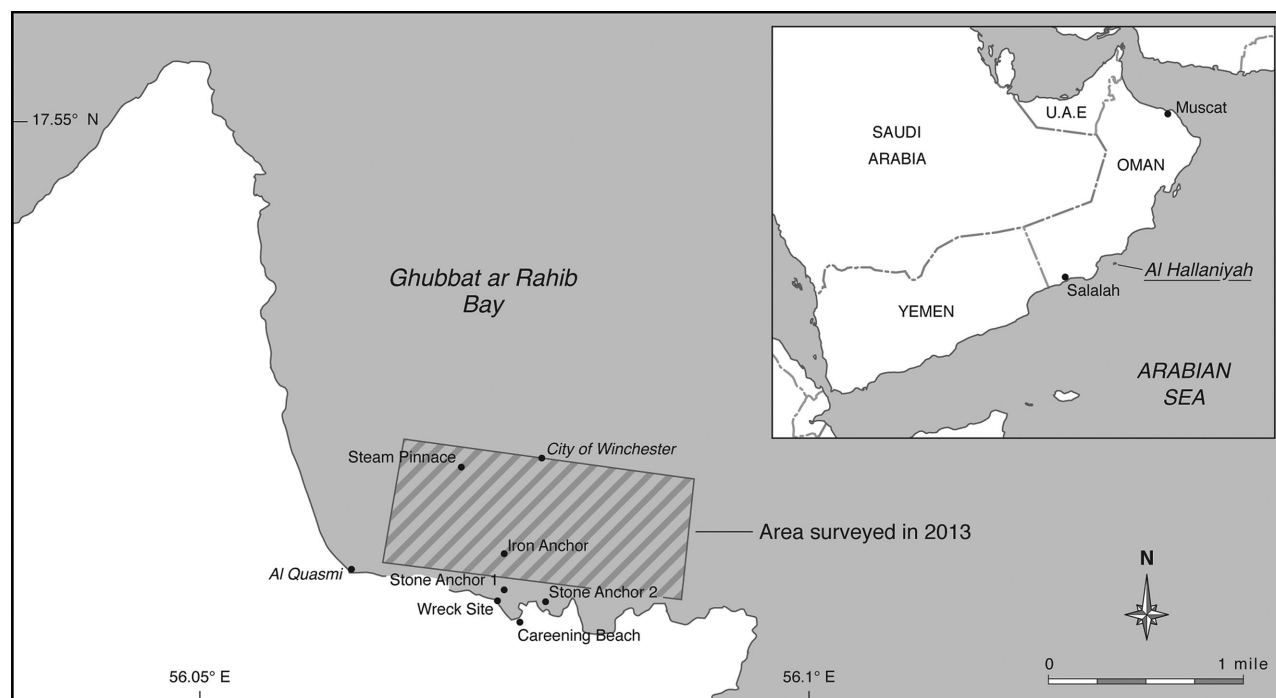 17.55° N
Ghubbat ar Rahib
Bay
Steam Pinnace
City of Winchester
Area surveyed in 2013
Iron Anchor
Al Quasmi
Stone Anchor 1
Stone Anchor 2
Wreck Site
Careening Beach
56.05° E
56.1° E
SAUDI
ARABIA
U.A.E
Muscat
OMAN
Al Hallaniyah
Salalah
YEMEN
ARABIAN
SEA
N
0 1 mile